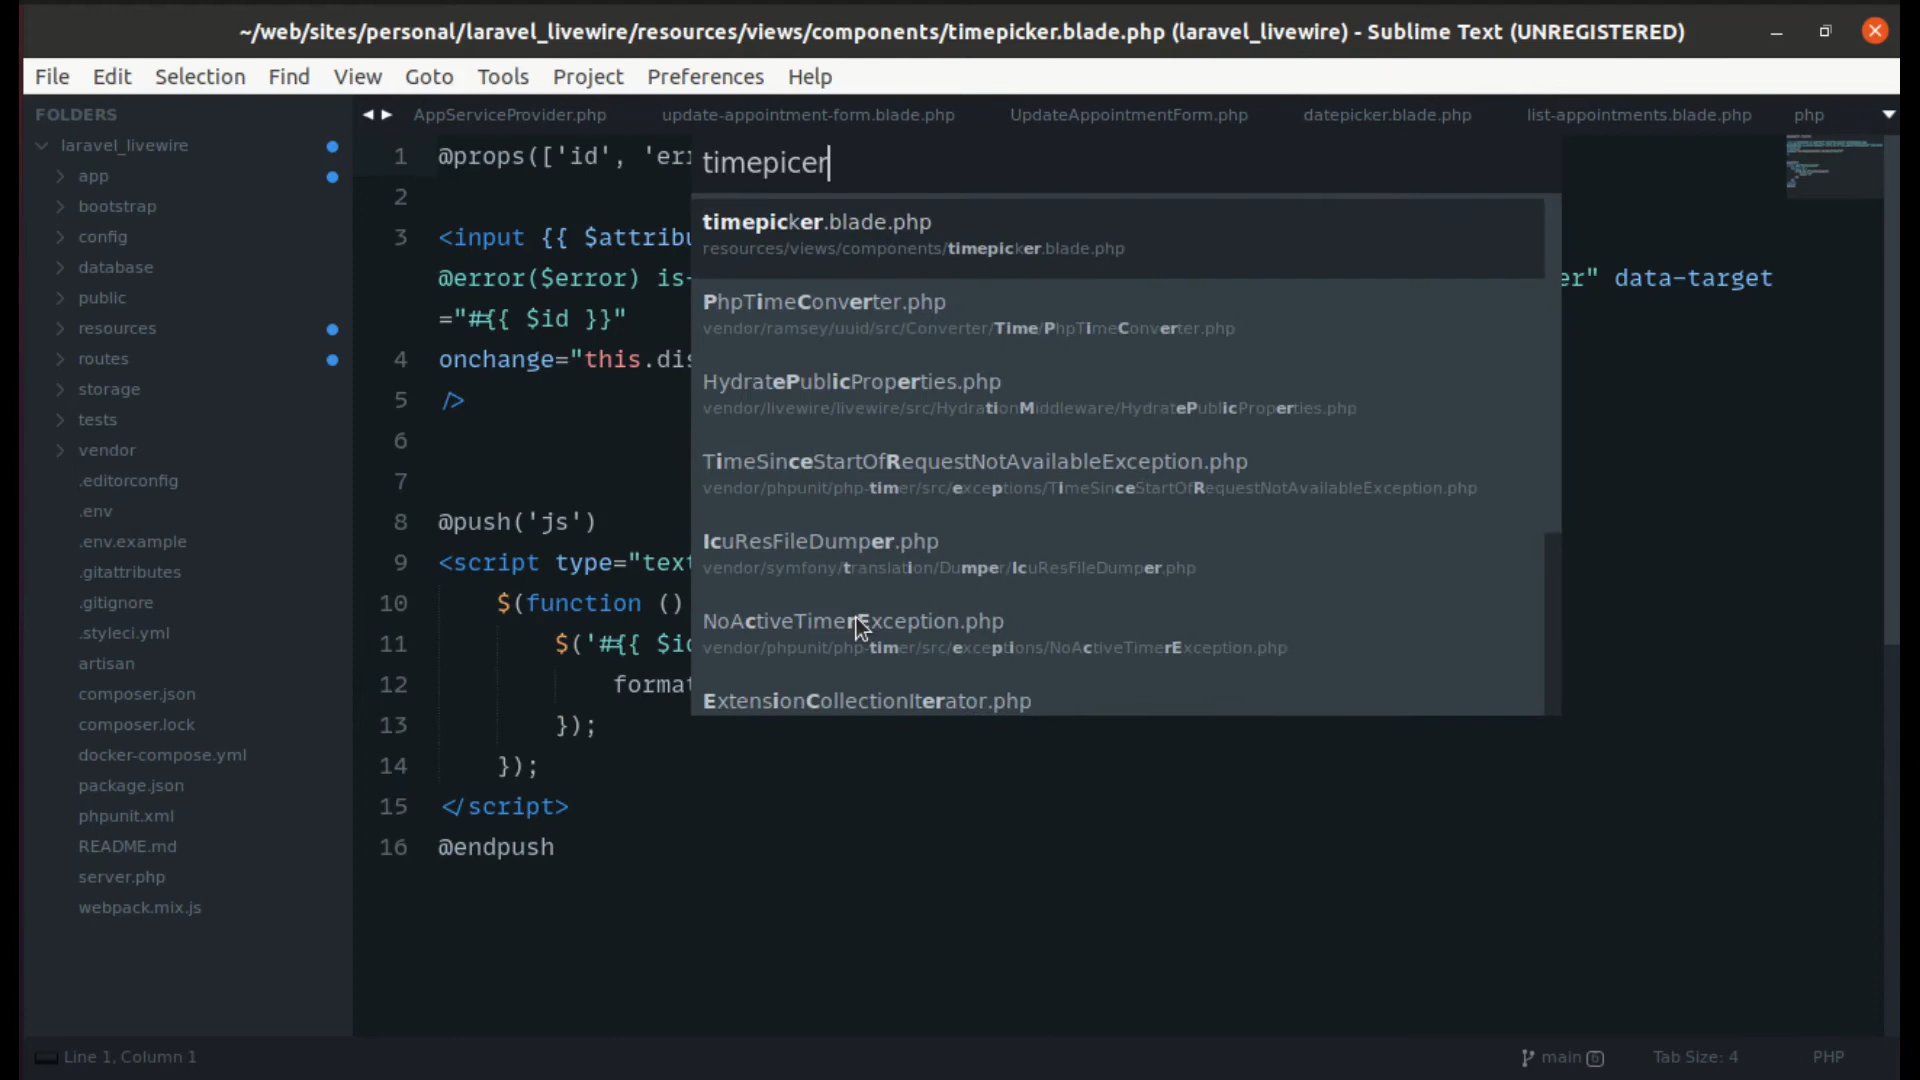 ~/web/sites/personal/laravel_livewire/resources/views/components/timepicker.blade.php (laravel_livewire) - Sublime Text (UNREGISTERED)
File Edit Selection Find View Goto Tools Project Preferences Help
FOLDERS
laravel_livewire
app
bootstrap
config
database
public
resources
routes
storage
tests
vendor
.editorconfig
.env
.env.example
.gitattributes
.gitignore
.styleci.yml
artisan
composer.json
composer.lock
docker-compose.yml
package.json
phpunit.xml
README.md
server.php
webpack.mix.js
AppServiceProvider.php update-appointment-form.blade.php UpdateAppointmentForm.php datepicker.blade.php list-appointments.blade.php php
1 @props(['id', 'err
2
3 <input {{ $attribu
@error($error) is- er" data-target
="#{{ $id }}"
4 onchange="this.dis
5 />
6
7
8 @push('js')
9 <script type="text
10 $(function ()
11 $('#{{ $id
12 format
13 });
14 });
15 </script>
16 @endpush
timepicer
timepicker.blade.php
resources/views/components/timepicker.blade.php
PhpTimeConverter.php
vendor/ramsey/uuid/src/Converter/Time/PhpTimeConverter.php
HydratePublicProperties.php
vendor/livewire/livewire/src/HydrationMiddleware/HydratePublicProperties.php
TimeSinceStartOfRequestNotAvailableException.php
vendor/phpunit/php-timer/src/exceptions/TimeSinceStartOfRequestNotAvailableException.php
IcuResFileDumper.php
vendor/symfony/translation/Dumper/IcuResFileDumper.php
NoActiveTimerException.php
vendor/phpunit/php-timer/src/exceptions/NoActiveTimerException.php
ExtensionCollectionIterator.php
Line 1, Column 1
main 6 Tab Size: 4 PHP